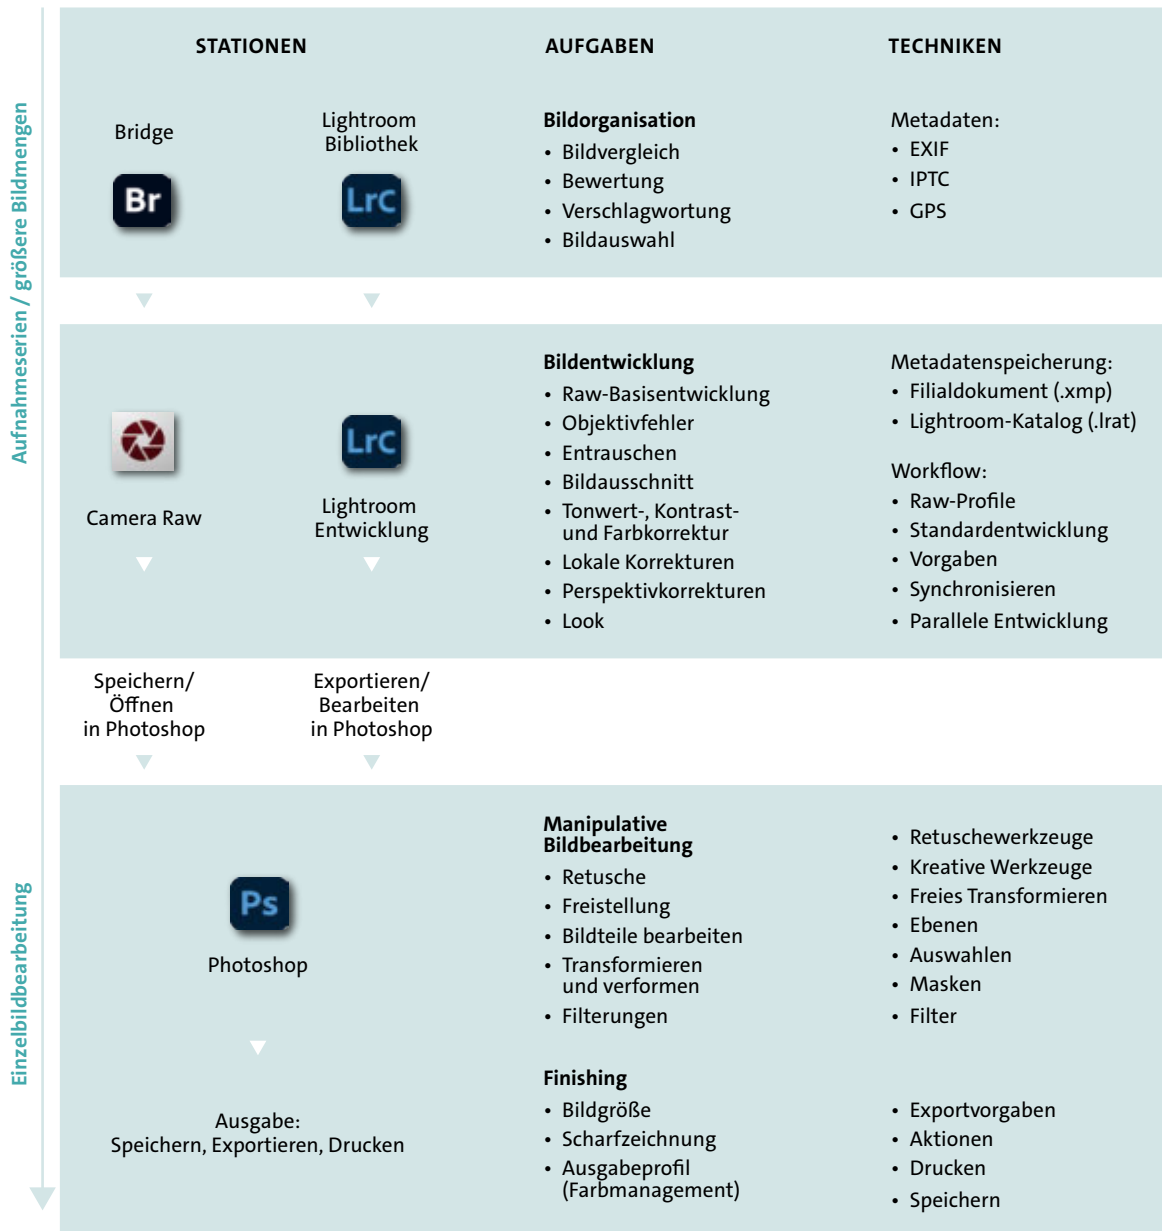 STATIONEN
AUFGABEN
TECHNIKEN
Aufnahmeserien / größere Bildmengen
Bridge
Br
Lightroom
Bibliothek
LrC
Bildorganisation
• Bildvergleich
• Bewertung
• Verschlagwortung
• Bildauswahl
Metadaten:
• EXIF
• IPTC
• GPS
Camera Raw
LrC
Lightroom
Entwicklung
Bildentwicklung
• Raw-Basisentwicklung
• Objektivfehler
• Entrauschen
• Bildausschnitt
• Tonwert-, Kontrast-
und Farbkorrektur
• Lokale Korrekturen
• Perspektivkorrekturen
• Look
Metadatenspeicherung:
• Filialdokument (.xmp)
• Lightroom-Katalog (.lrat)
Workflow:
• Raw-Profile
• Standardentwicklung
• Vorgaben
• Synchronisieren
• Parallele Entwicklung
Speichern/
Öffnen
in Photoshop
Exportieren/
Bearbeiten
in Photoshop
Einzelbildbearbeitung
Ps
Photoshop
Manipulative
Bildbearbeitung
• Retusche
• Freistellung
• Bildteile bearbeiten
• Transformieren
und verformen
• Filterungen
• Retuschewerkzeuge
• Kreative Werkzeuge
• Freies Transformieren
• Ebenen
• Auswahlen
• Masken
• Filter
Ausgabe:
Speichern, Exportieren, Drucken
Finishing
• Bildgröße
• Scharfzeichnung
• Ausgabeprofil
(Farbmanagement)
• Exportvorgaben
• Aktionen
• Drucken
• Speichern